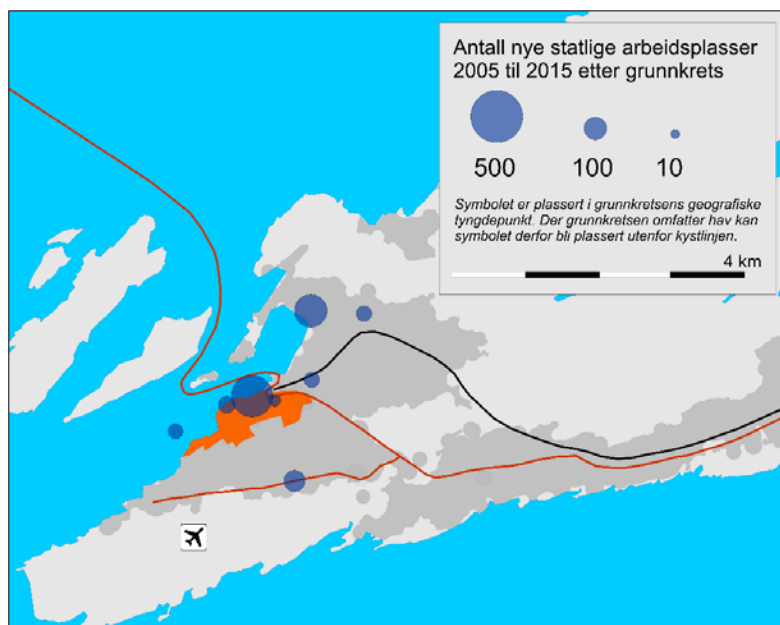 Antall nye statlige arbeidsplasser
2005 til 2015 etter grunnkrets
500 100 10
Symbolet er plassert i grunnkretsens geografiske
tyngdepunkt. Der grunnkretsen omfatter hav kan
symbolet derfor bli plassert utenfor kystlinjen.
4 km